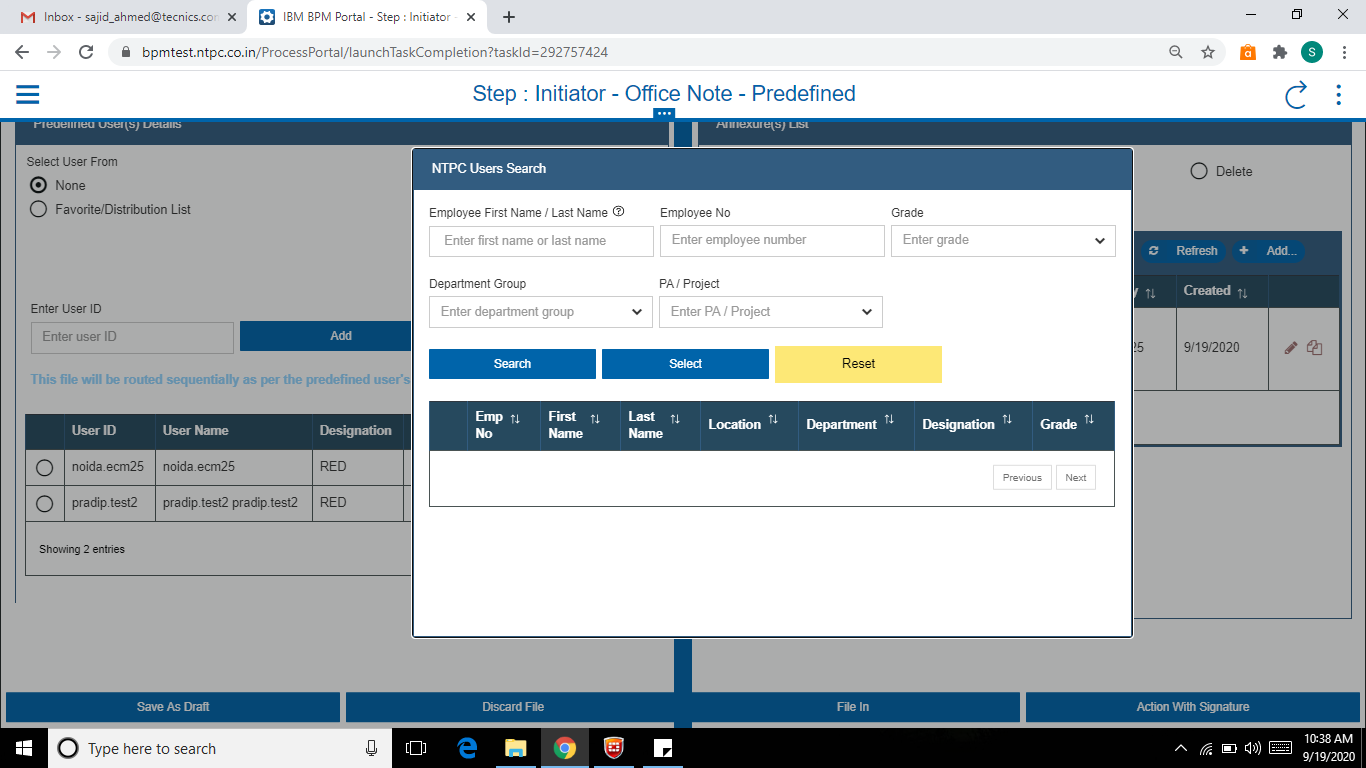 Inbox - sajid_ahmed@tecnics.con
IBM BPM Portal - Step : Initiator -
bpmtest.ntpc.co.in/ProcessPortal/launchTaskCompletion?taskId=292757424
S
Step : Initiator - Office Note - Predefined
Predefined User(s) Details
Annexure(s) List
Select User From
None
Favorite/Distribution List
Enter User ID
Enter user ID
Add
This file will be routed sequentially as per the predefined user's
User ID User Name Designation
noida.ecm25 noida.ecm25 RED
pradip.test2 pradip.test2 pradip.test2 RED
Showing 2 entries
NTPC Users Search
Employee First Name / Last Name Employee No Grade
Enter first name or last name Enter employee number Enter grade
Department Group PA / Project
Enter department group Enter PA / Project
Search Select Reset
Emp No First Name Last Name Location Department Designation Grade
Previous Next
Delete
Refresh Add...
y Created
25 9/19/2020
Save As Draft Discard File File In Action With Signature
Type here to search
10:38 AM
9/19/2020